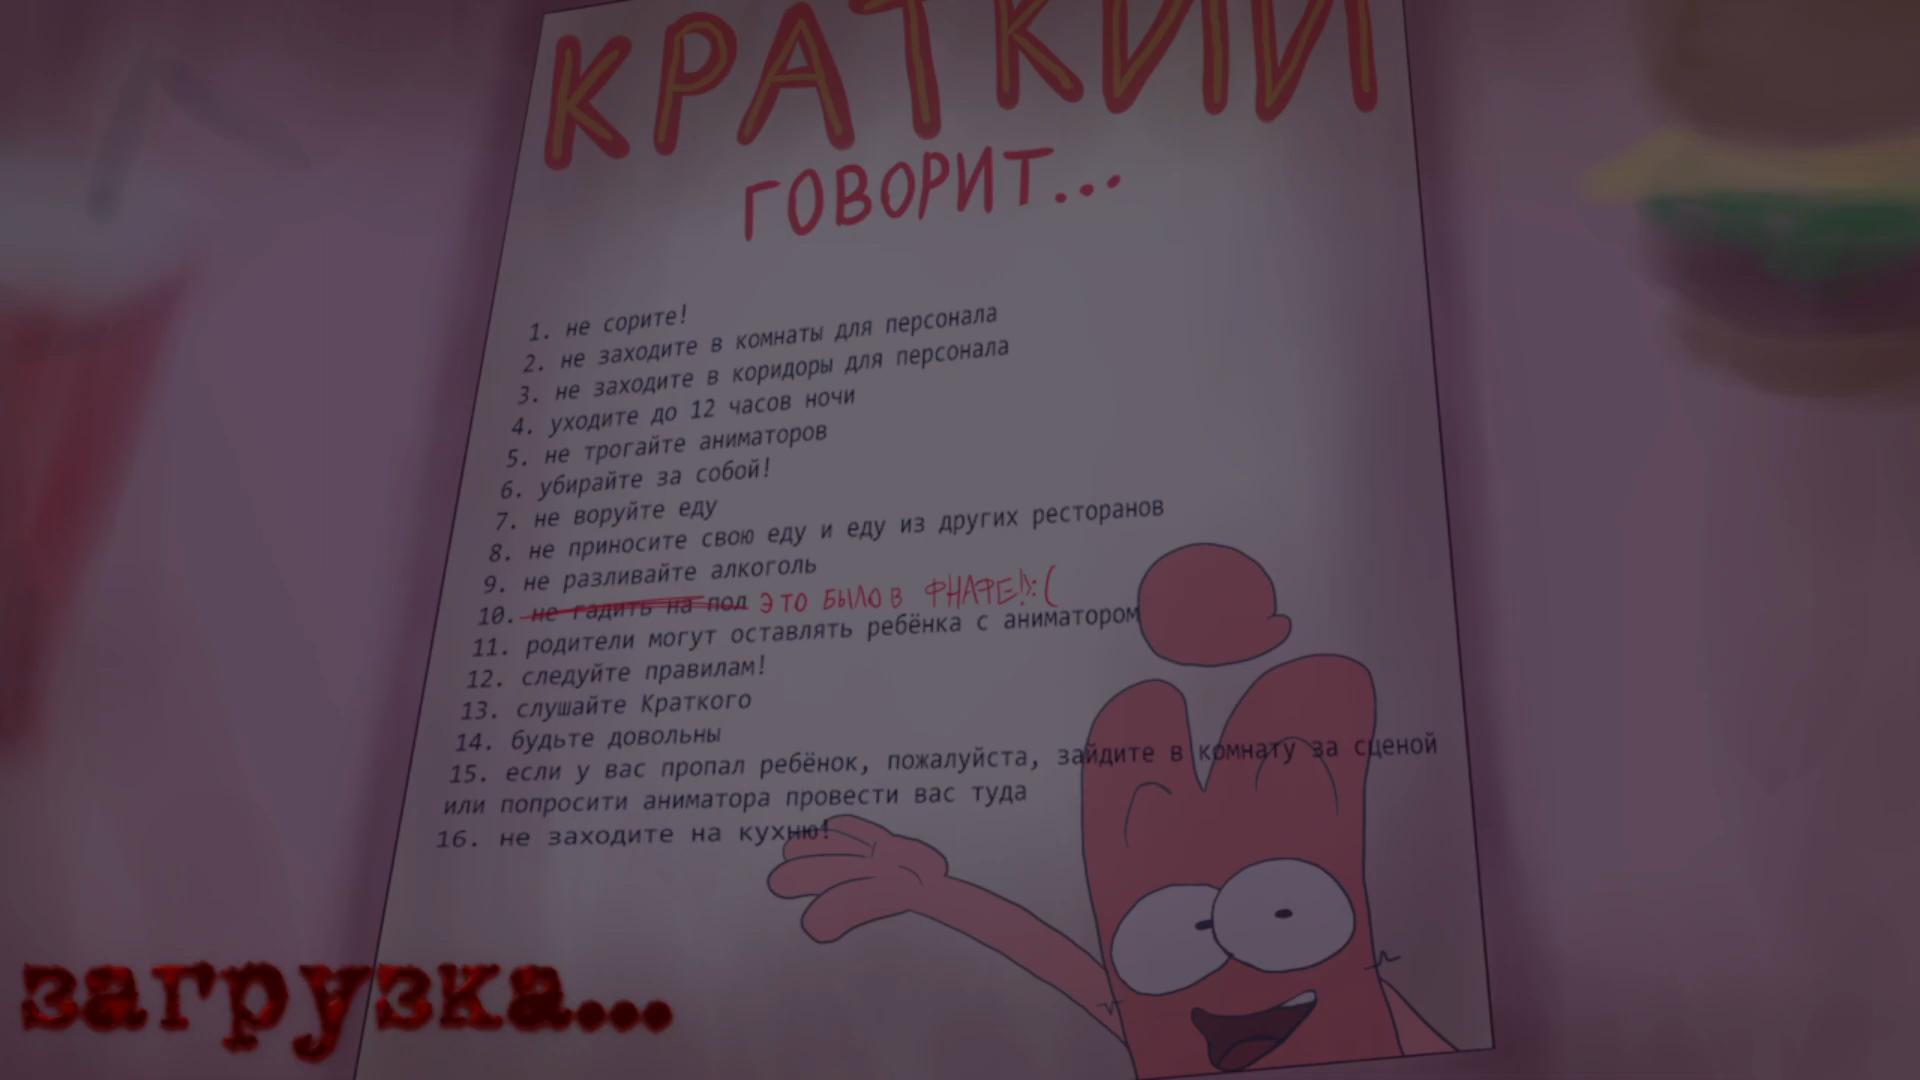 КРАТКИЙ
ГОВОРИТ...
1. не сорите!
2. не заходите в комнаты для персонала
3. не заходите в коридоры для персонала
4. уходите до 12 часов ночи
5. не трогайте аниматоров
6. убирайте за собой!
7. не воруйте еду
8. не приносите свою еду и еду из других ресторанов
9. не разливайте алкоголь
10. не гадить на пол ЭТО БЫЛО В ФНАФЕ!):(
11. родители могут оставлять ребёнка с аниматором
12. следуйте правилам!
13. слушайте Краткого
14. будьте довольны
15. если у вас пропал ребёнок, пожалуйста, зайдите в комнату за сценой
или попросити аниматора провести вас туда
16. не заходите на кухню!
загрузка...